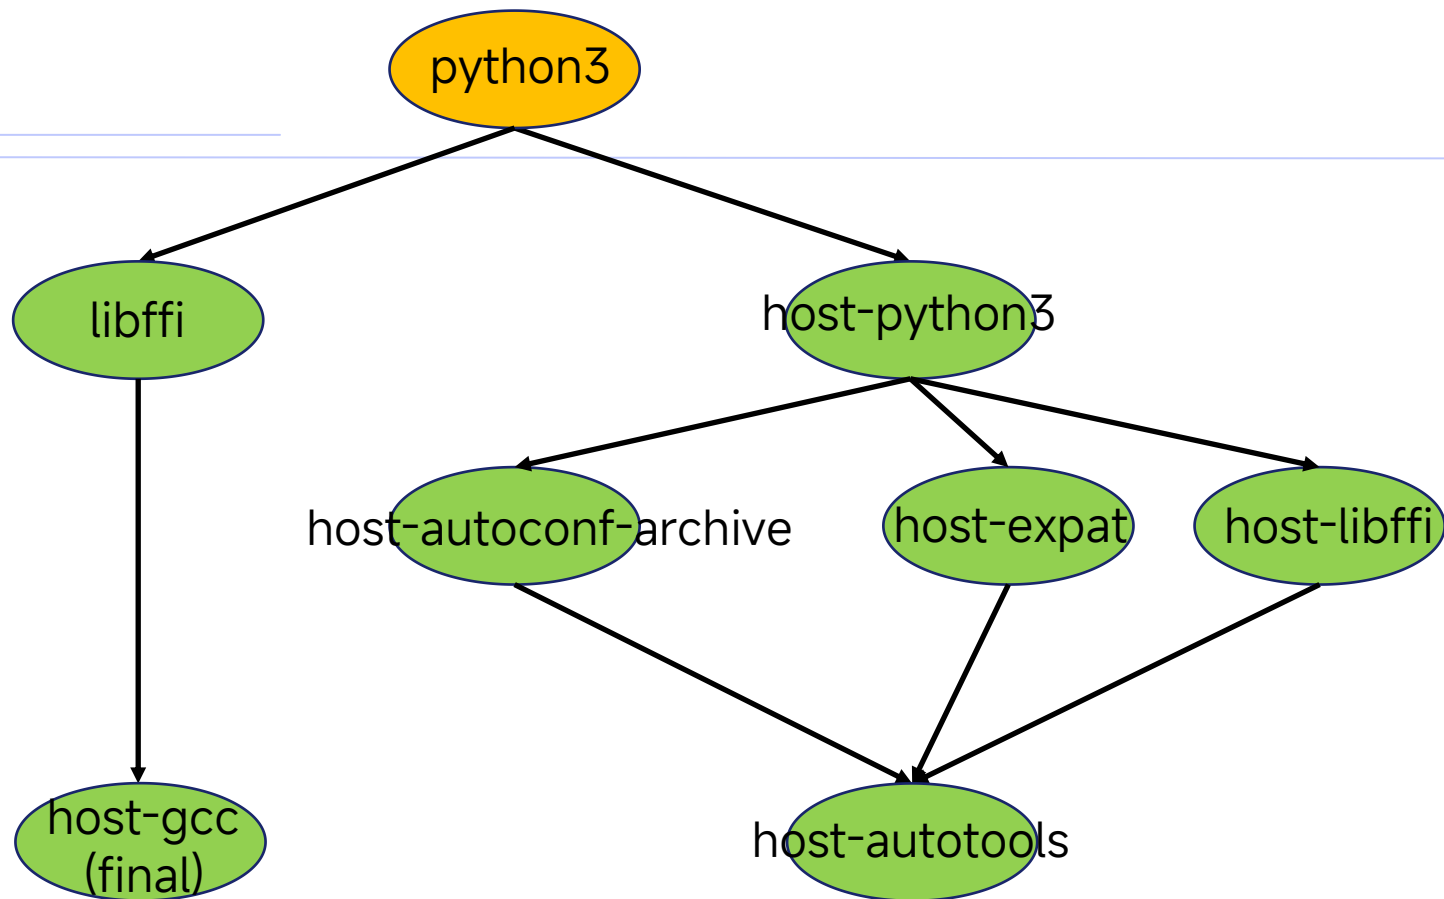 python3
libffi
host-python3
host-autoconf-archive
host-expat
host-libffi
host-gcc
(final)
host-autotools